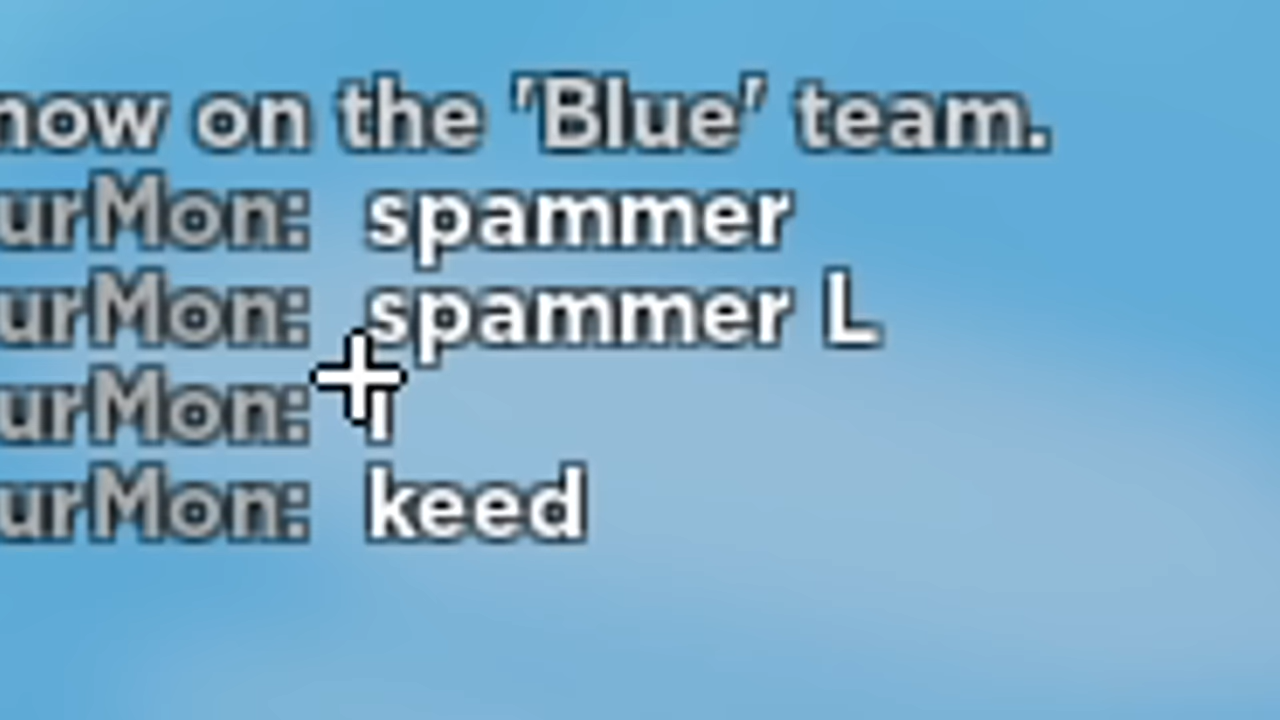 now on the 'Blue' team.
urMon: spammer
urMon: spammer L
urMon:
urMon: keed